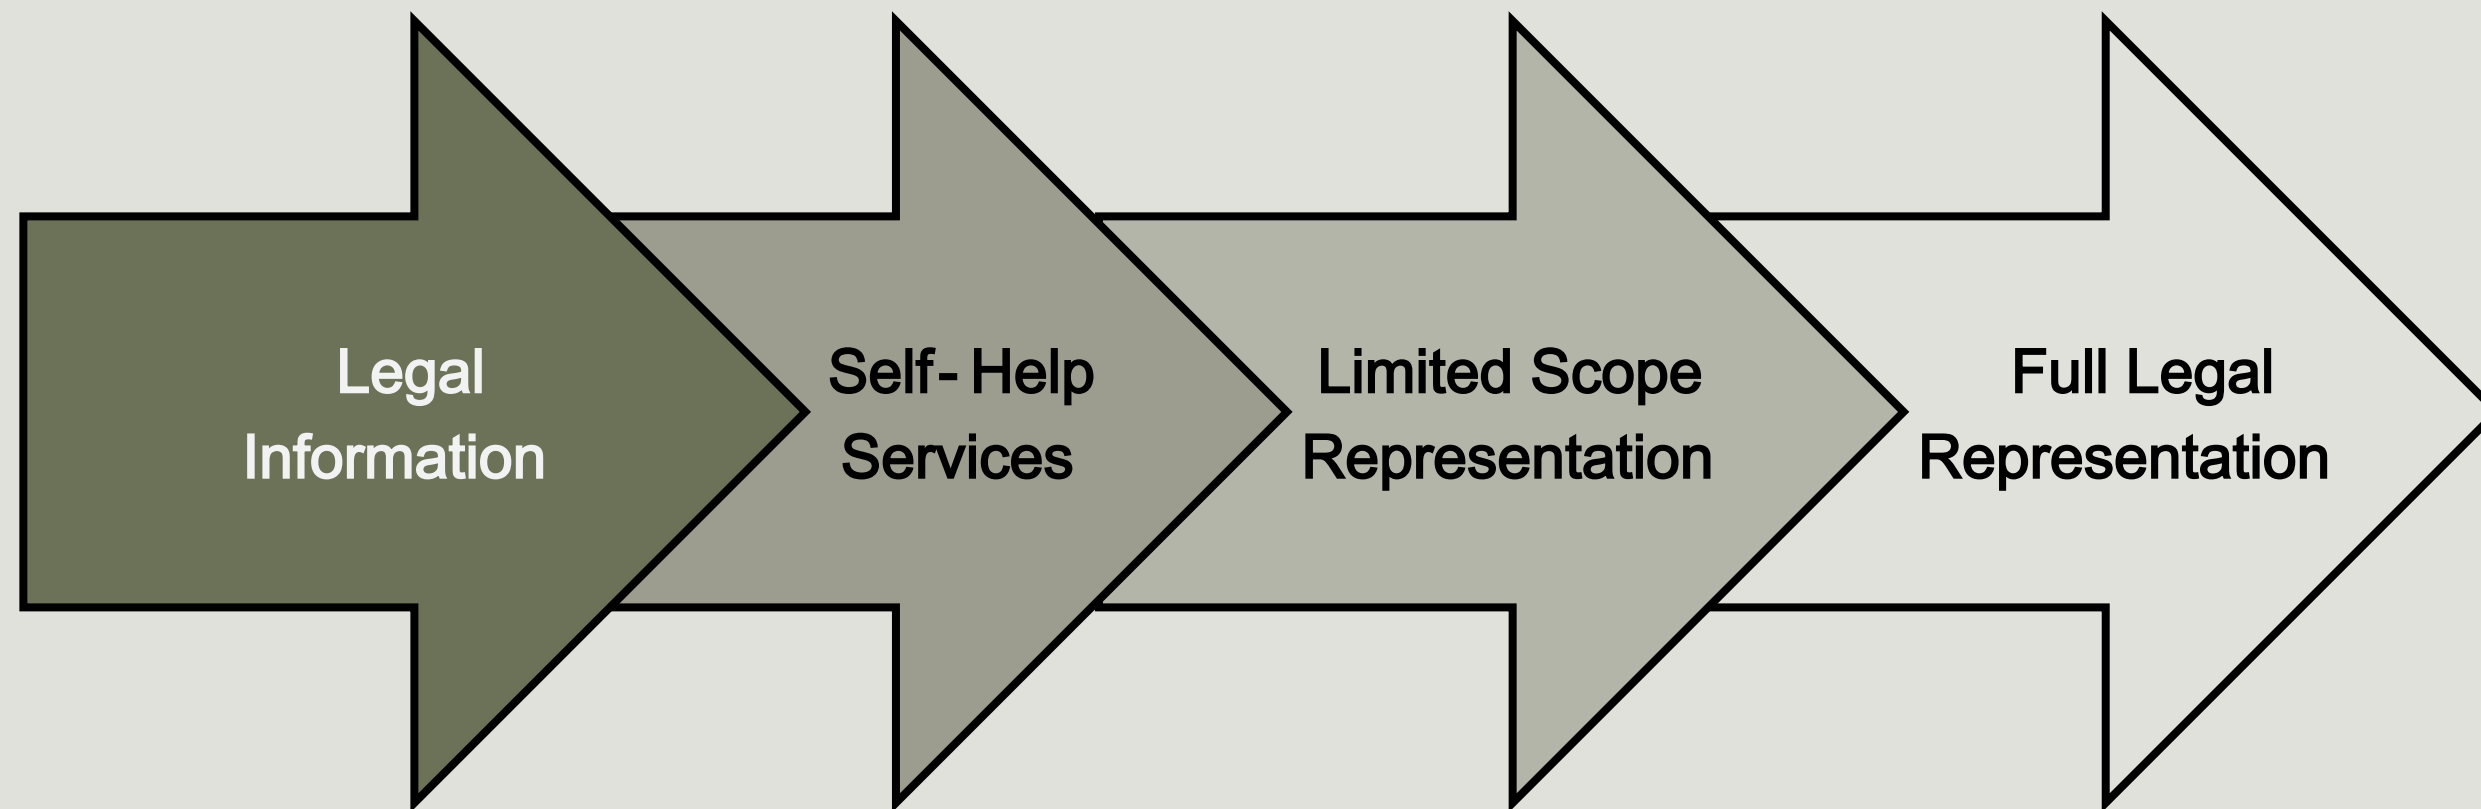 Legal
Information
Self-Help
Services
Limited Scope
Representation
Full Legal
Representation